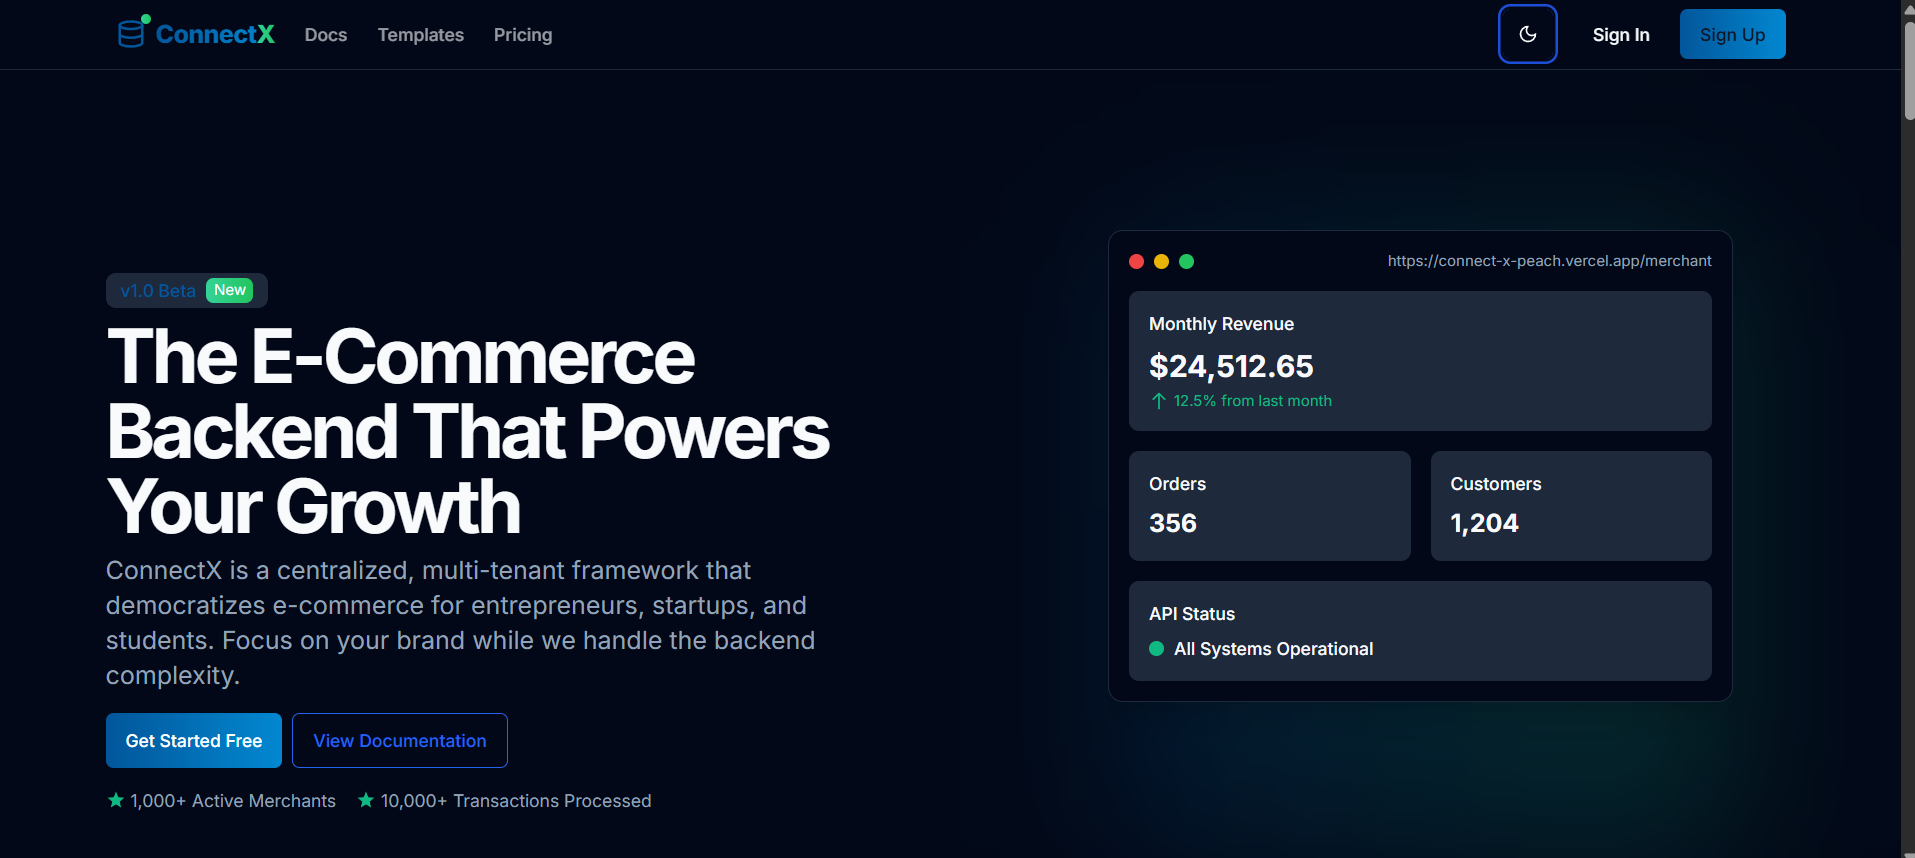 ConnectX
Docs
Templates
Pricing
Sign In
Sign Up
v1.0 Beta New
The E-Commerce
Backend That Powers
Your Growth
ConnectX is a centralized, multi-tenant framework that
democratizes e-commerce for entrepreneurs, startups, and
students. Focus on your brand while we handle the backend
complexity.
Get Started Free
View Documentation
1,000+ Active Merchants
10,000+ Transactions Processed
https://connect-x-peach.vercel.app/merchant
Monthly Revenue
$24,512.65
12.5% from last month
Orders
356
Customers
1,204
API Status
All Systems Operational